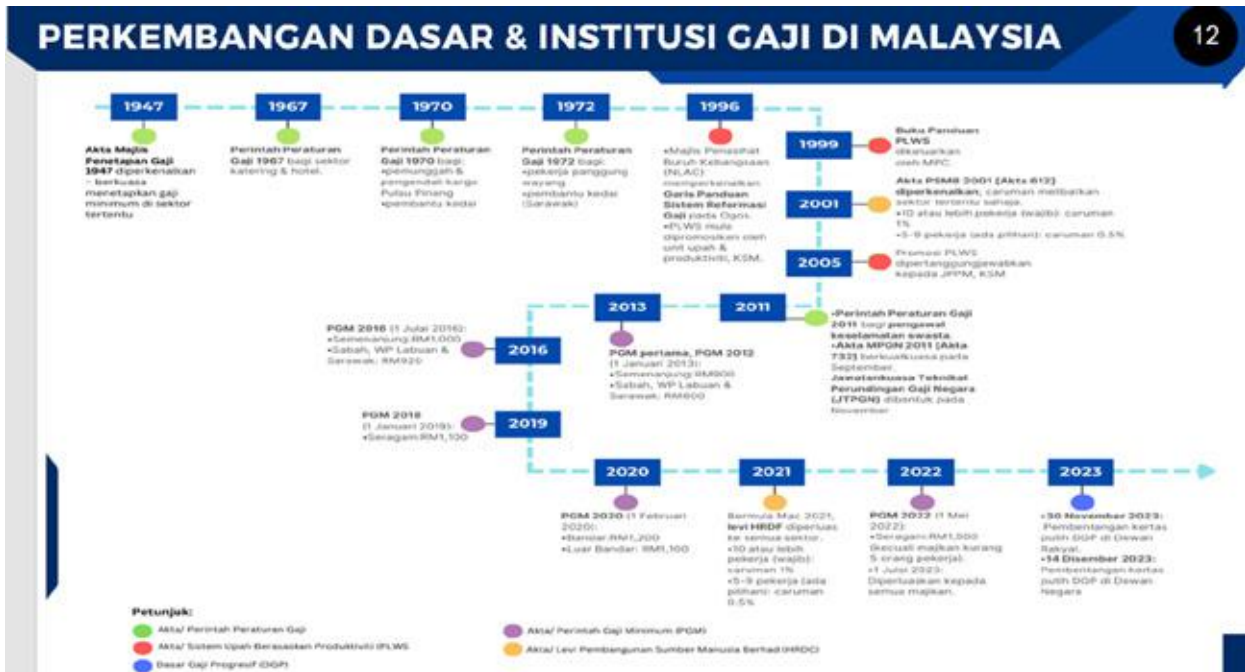 PERKEMBANGAN DASAR & INSTITUSI GAJI DI MALAYSIA
12
1947
Akta Majlis
Penetapan Gaji
1947 diperkenalkan
- berkuasa
menetapkan gaji
minimum di sektor
tertentu
1967
Perintah Peraturan
Gaji 1967 bagi sektor
katering & hotel.
1970
Perintah Peraturan
Gaji 1970 bagi:
•pemunggah &
pengendali kargo
Pulau Pinang
•pembantu kedai
1972
Perintah Peraturan
Gaji 1972 bagi:
•pekerja panggung
wayang
•pembantu kedai
(Sarawak)
1996
•Majlis Penasihat
Buruh Kebangsaan
(NLAC)
memperkenalkan
Garis Panduan
Sistem Reformasi
Gaji pada Ogos.
•PLWS mula
dipromosikan oleh
unit upah &
produktiviti, KSM.
1999
Buku Panduan
PLWS
dikeluarkan
oleh MPC.
2001
Akta PSMB 2001 [Akta 612]
diperkenalkan; caruman melibatkan
sektor tertentu sahaja.
•10 atau lebih pekerja (wajib): caruman
1%
•5-9 pekerja (ada pilihan): caruman 0.5%
2005
Promosi PLWS
dipertanggungjawabkan
kepada JPPM, KSM
2011
•Perintah Peraturan Gaji
2011 bagi pengawal
keselamatan swasta.
•Akta MPGN 2011 [Akta
732] berkuatkuasa pada
September.
Jawatankuasa Teknikal
Perundingan Gaji Negara
(JTPGN) dibentuk pada
November
2013
PGM pertama, PGM 2012
(1 Januari 2013):
•Semenanjung:RM900
•Sabah, WP Labuan &
Sarawak: RM800
2016
PGM 2016 (1 Julai 2016):
•Semenanjung:RM1,000
•Sabah, WP Labuan &
Sarawak: RM920
2019
PGM 2018
(1 Januari 2019):
•Seragam:RM1,100
2020
PGM 2020 (1 Februari
2020):
•Bandar:RM1,200
•Luar Bandar: RM1,100
2021
Bermula Mac 2021,
levi HRDF diperluas
ke semua sektor.
•10 atau lebih
pekerja (wajib):
caruman 1%
•5-9 pekerja (ada
pilihan): caruman
0.5%
2022
PGM 2022 (1 Mei
2022):
•Seragam:RM1,500
(kecuali majikan kurang
5 orang pekerja).
•1 Julai 2023:
Diperluaskan kepada
semua majikan.
2023
•30 November 2023:
Pembentangan kertas
putih DGP di Dewan
Rakyat.
•14 Disember 2023:
Pembentangan kertas
putih DGP di Dewan
Negara
Petunjuk:
Akta/ Perintah Peraturan Gaji
Akta/ Sistem Upah Berasaskan Produktiviti (PLWS
Dasar Gaji Progresif (DGP)
Akta/ Perintah Gaji Minimum (PGM)
Akta/ Levi Pembangunan Sumber Manusia Berhad (HRDC)